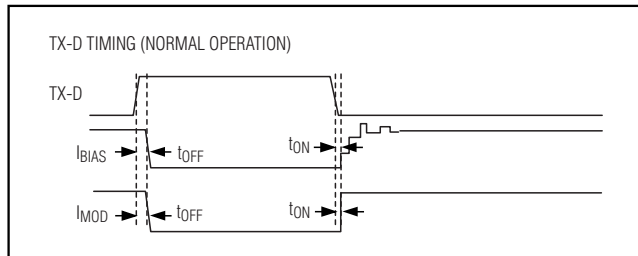 TX-D TIMING (NORMAL OPERATION)
TX-D
IBIAS tOFF tON
IMOD tOFF tON